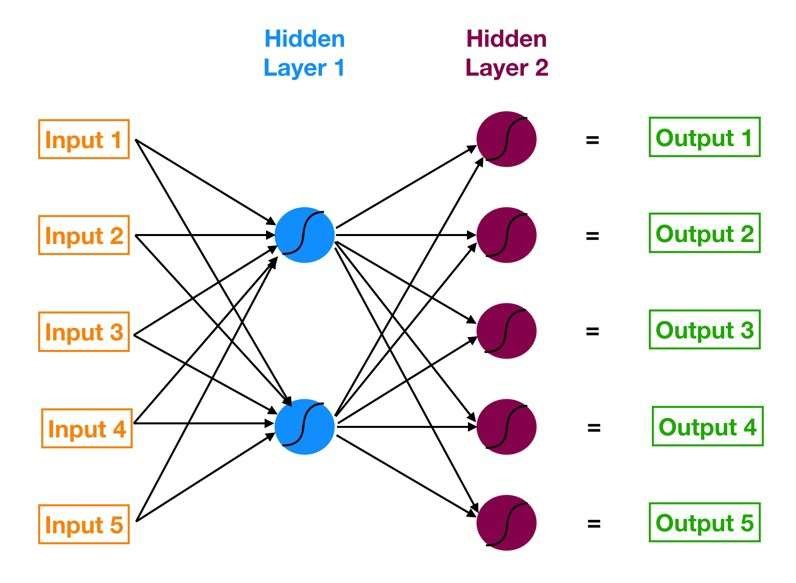 Hidden
Layer 1
Hidden
Layer 2
Input 1
=
Output 1
Input 2
=
Output 2
Input 3
=
Output 3
Input 4
=
Output 4
Input 5
=
Output 5